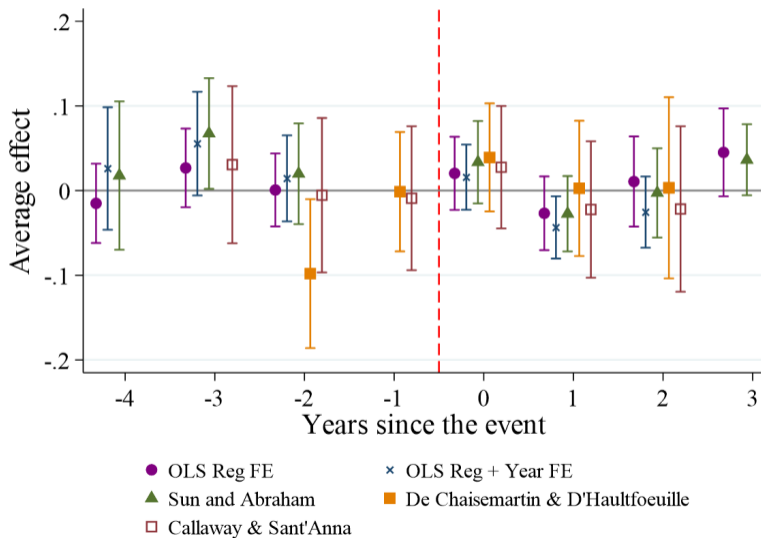 .2
.1
0
-.1
-.2
Average effect
-4 -3 -2 -1 0 1 2 3
Years since the event
OLS Reg FE OLS Reg + Year FE
Sun and Abraham De Chaisemartin & D'Haultfoeuille
Callaway & Sant'Anna